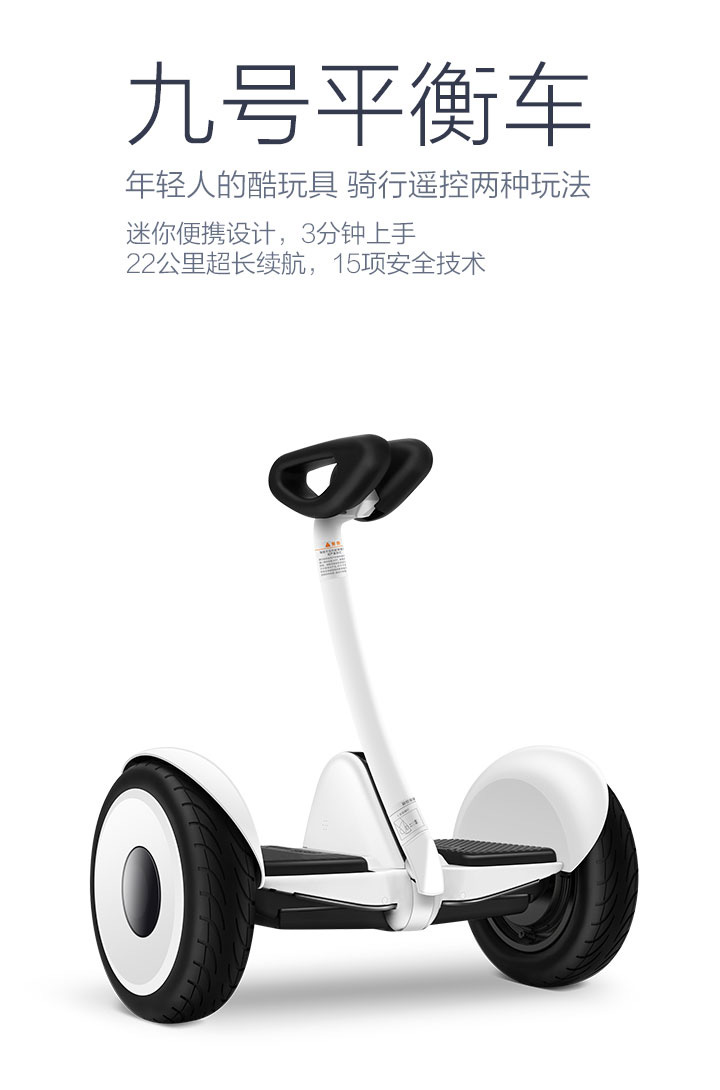 九号平衡车
年轻人的酷玩具 骑行遥控两种玩法
迷你便携设计，3分钟上手
22公里超长续航，15项安全技术